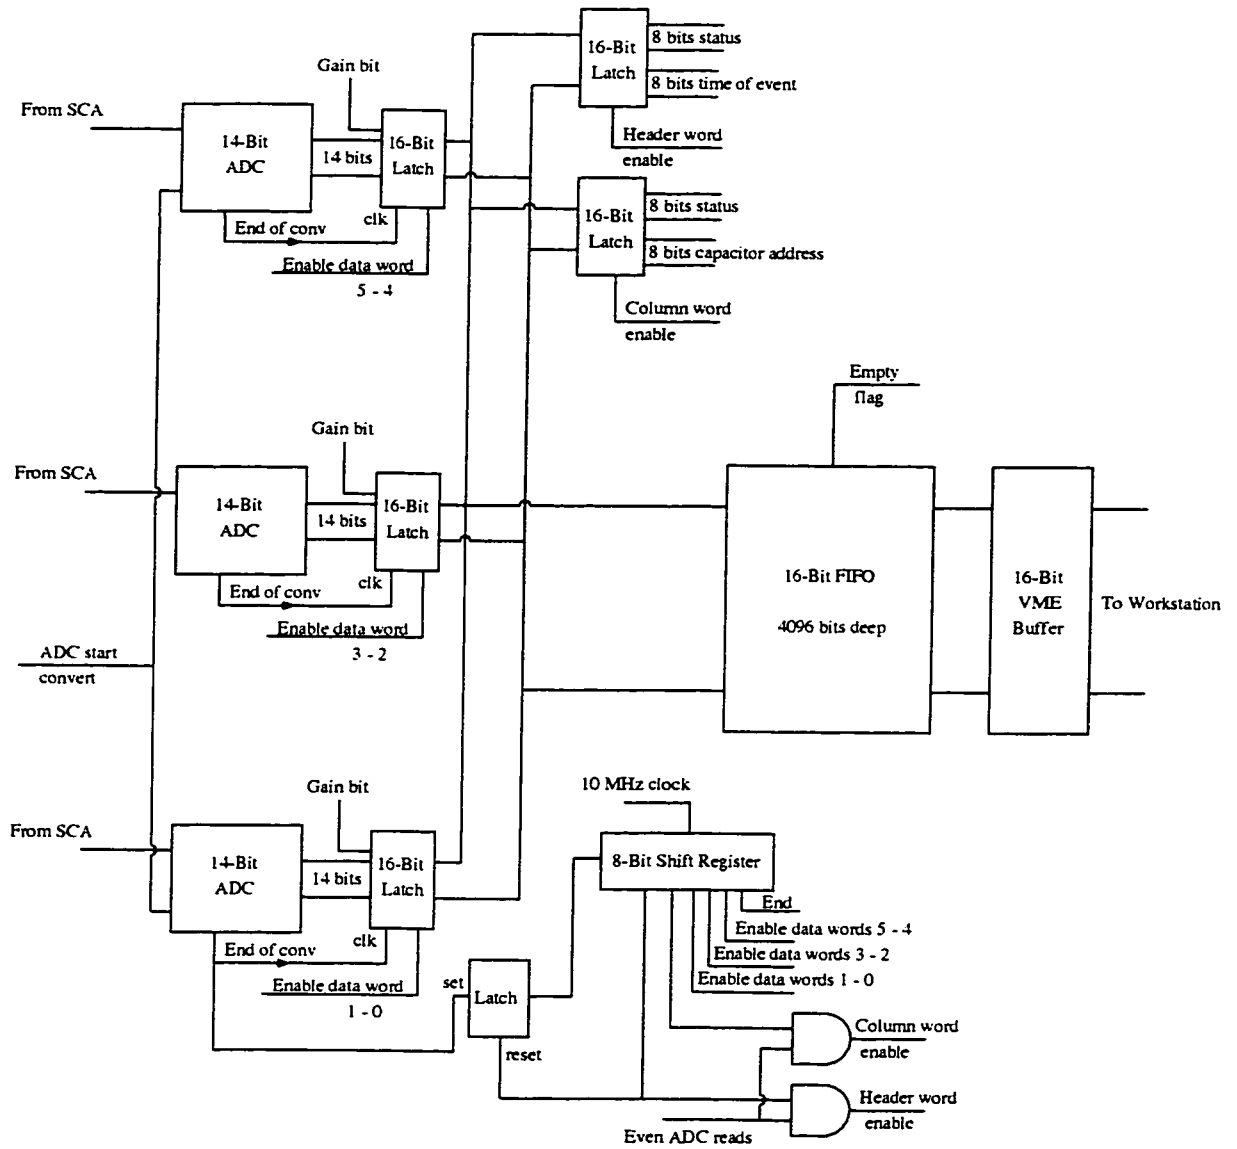 16-Bit
Latch
8 bits status
8 bits time of event
Header word
enable
Gain bit
From SCA
14-Bit
ADC
14 bits
16-Bit
Latch
clk
End of conv
Enable data word
5 - 4
16-Bit
Latch
8 bits status
8 bits capacitor address
Column word
enable
Empty
flag
Gain bit
From SCA
14-Bit
ADC
14 bits
16-Bit
Latch
clk
End of conv
Enable data word
3 - 2
16-Bit FIFO
4096 bits deep
16-Bit
VME
Buffer
To Workstation
ADC start
convert
Gain bit
From SCA
14-Bit
ADC
14 bits
16-Bit
Latch
clk
End of conv
Enable data word
1 - 0
10 MHz clock
8-Bit Shift Register
End
Enable data words 5 - 4
Enable data words 3 - 2
Enable data words 1 - 0
set
Latch
reset
Column word
enable
Header word
enable
Even ADC reads